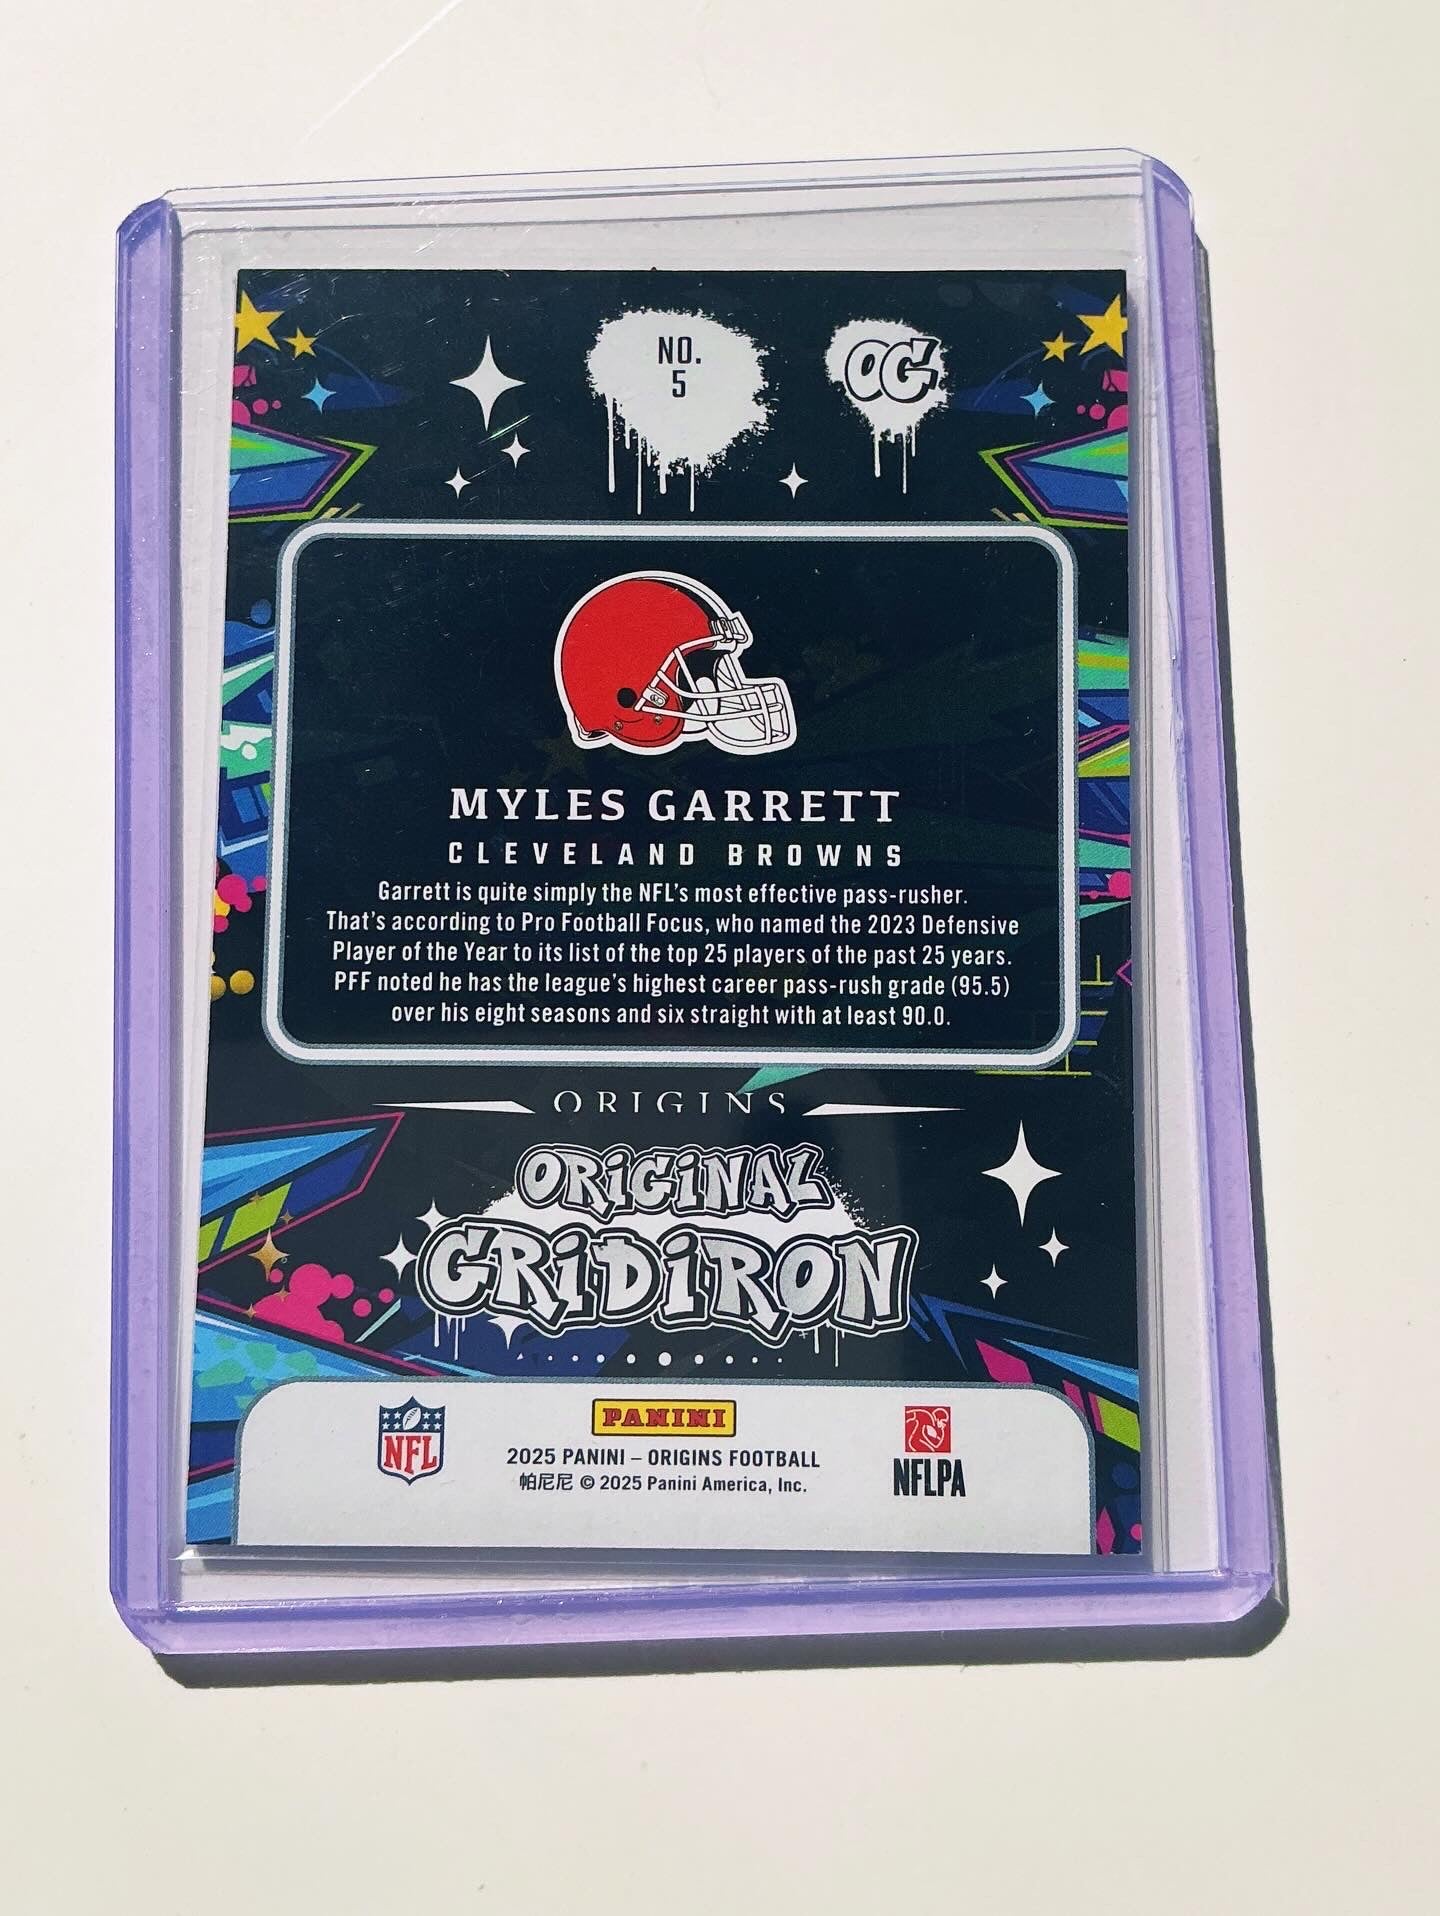 NO.
5
OG
MYLES GARRETT
CLEVELAND BROWNS
Garrett is quite simply the NFL's most effective pass-rusher.
That's according to Pro Football Focus, who named the 2023 Defensive
Player of the Year to its list of the top 25 players of the past 25 years.
PFF noted he has the league's highest career pass-rush grade (95.5)
over his eight seasons and six straight with at least 90.0.
ORIGINS
ORIGINAL
GRIDIRON
NFL
PANINI
2025 PANINI – ORIGINS FOOTBALL
帕尼尼 © 2025 Panini America, Inc.
NFLPA